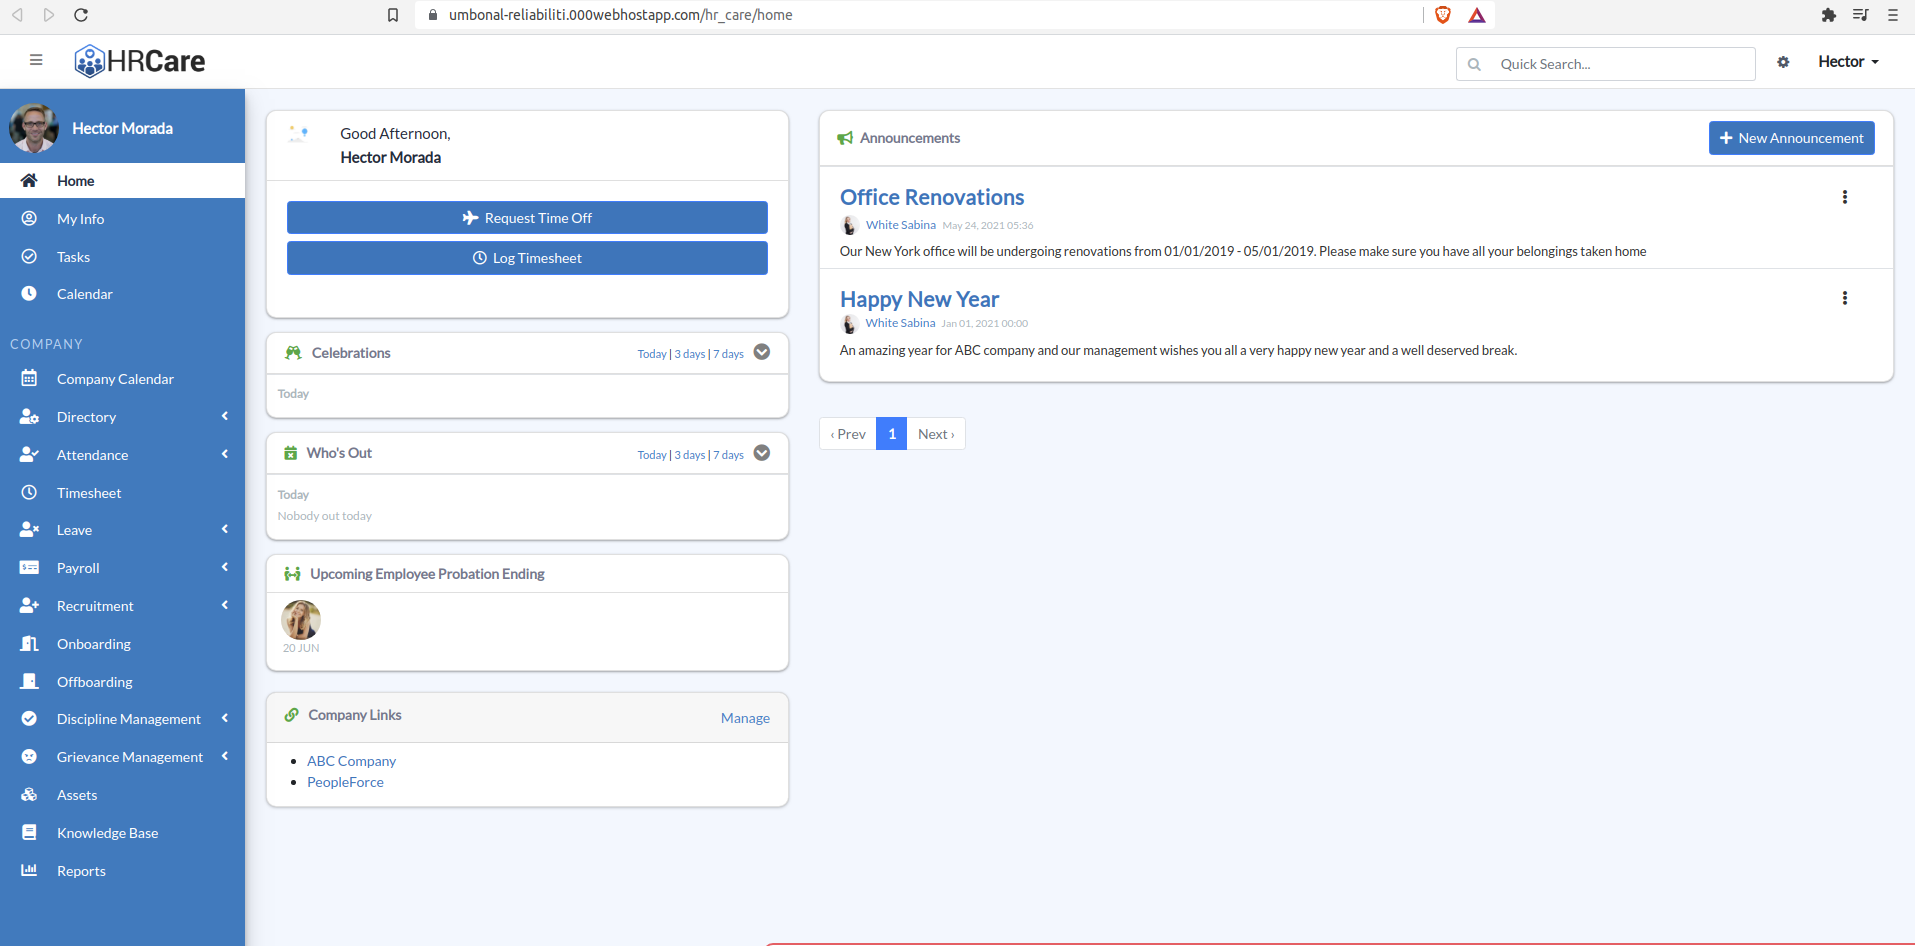 umbonal-reliabiliti.000webhostapp.com/hr_care/home
HRCare
Quick Search...
Hector
Hector Morada
Home
My Info
Tasks
Calendar
COMPANY
Company Calendar
Directory
Attendance
Timesheet
Leave
Payroll
Recruitment
Onboarding
Offboarding
Discipline Management
Grievance Management
Assets
Knowledge Base
Reports
Good Afternoon,
Hector Morada
Request Time Off
Log Timesheet
Celebrations
Today | 3 days | 7 days
Today
Who's Out
Today | 3 days | 7 days
Today
Nobody out today
Upcoming Employee Probation Ending
20 JUN
Company Links
Manage
ABC Company
PeopleForce
Announcements
+ New Announcement
Office Renovations
White Sabina May 24, 2021 05:36
Our New York office will be undergoing renovations from 01/01/2019 - 05/01/2019. Please make sure you have all your belongings taken home
Happy New Year
White Sabina Jan 01, 2021 00:00
An amazing year for ABC company and our management wishes you all a very happy new year and a well deserved break.
‹ Prev 1 Next ›